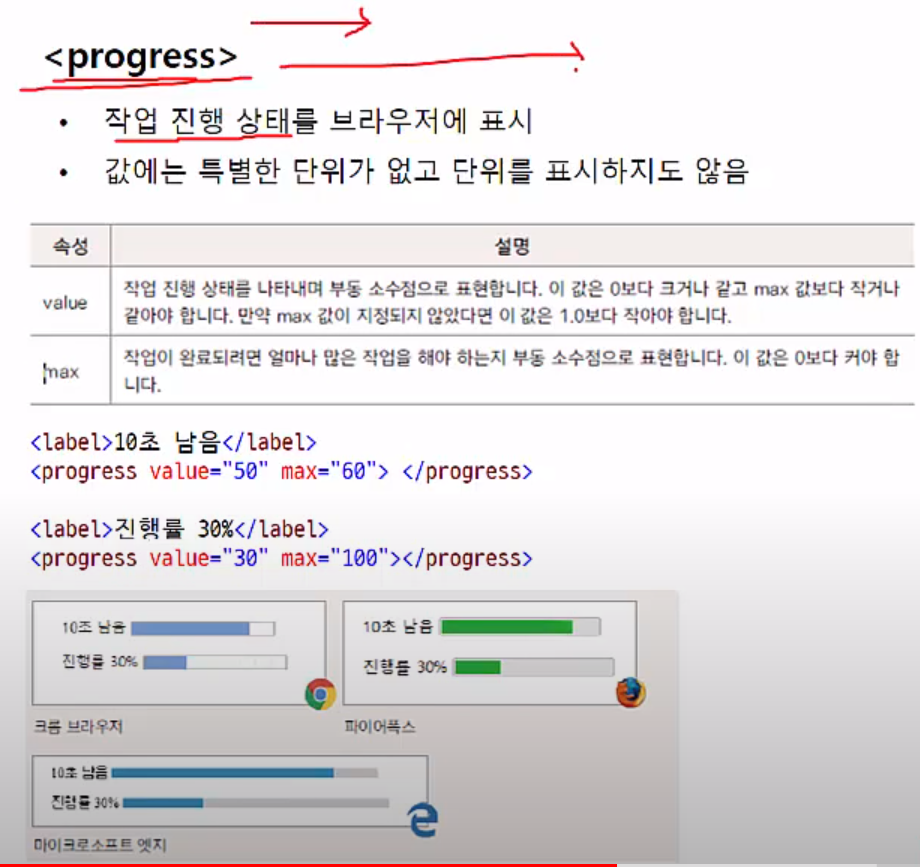 <progress>
• 작업 진행 상태를 브라우저에 표시
• 값에는 특별한 단위가 없고 단위를 표시하지도 않음
속성 설명
value 작업 진행 상태를 나타내며 부동 소수점으로 표현합니다. 이 값은 0보다 크거나 같고 max 값보다 작거나
같아야 합니다. 만약 max 값이 지정되지 않았다면 이 값은 1.0보다 작아야 합니다.
max 작업이 완료되려면 얼마나 많은 작업을 해야 하는지 부동 소수점으로 표현합니다. 이 값은 0보다 커야 합
니다.
<label>10초 남음</label>
<progress value="50" max="60"> </progress>
<label>진행률 30%</label>
<progress value="30" max="100"></progress>
10초 남음
진행률 30%
크롬 브라우저
10초 남음
진행률 30%
파이어폭스
10초 남음
진행률 30%
마이크로소프트 엣지